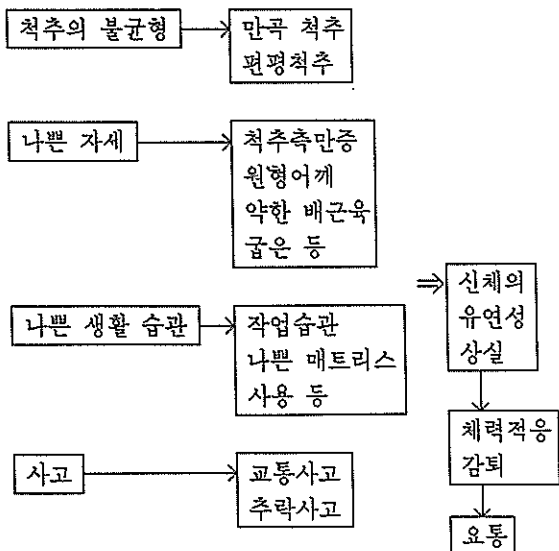 척추의 불균형
만곡 척추
편평척추
나쁜 자세
척추측만증
원형어깨
약한 배근육
굽은 등
나쁜 생활 습관
작업습관
나쁜 매트리스
사용 등
사고
교통사고
추락사고
신체의
유연성
상실
체력적응
감퇴
요통